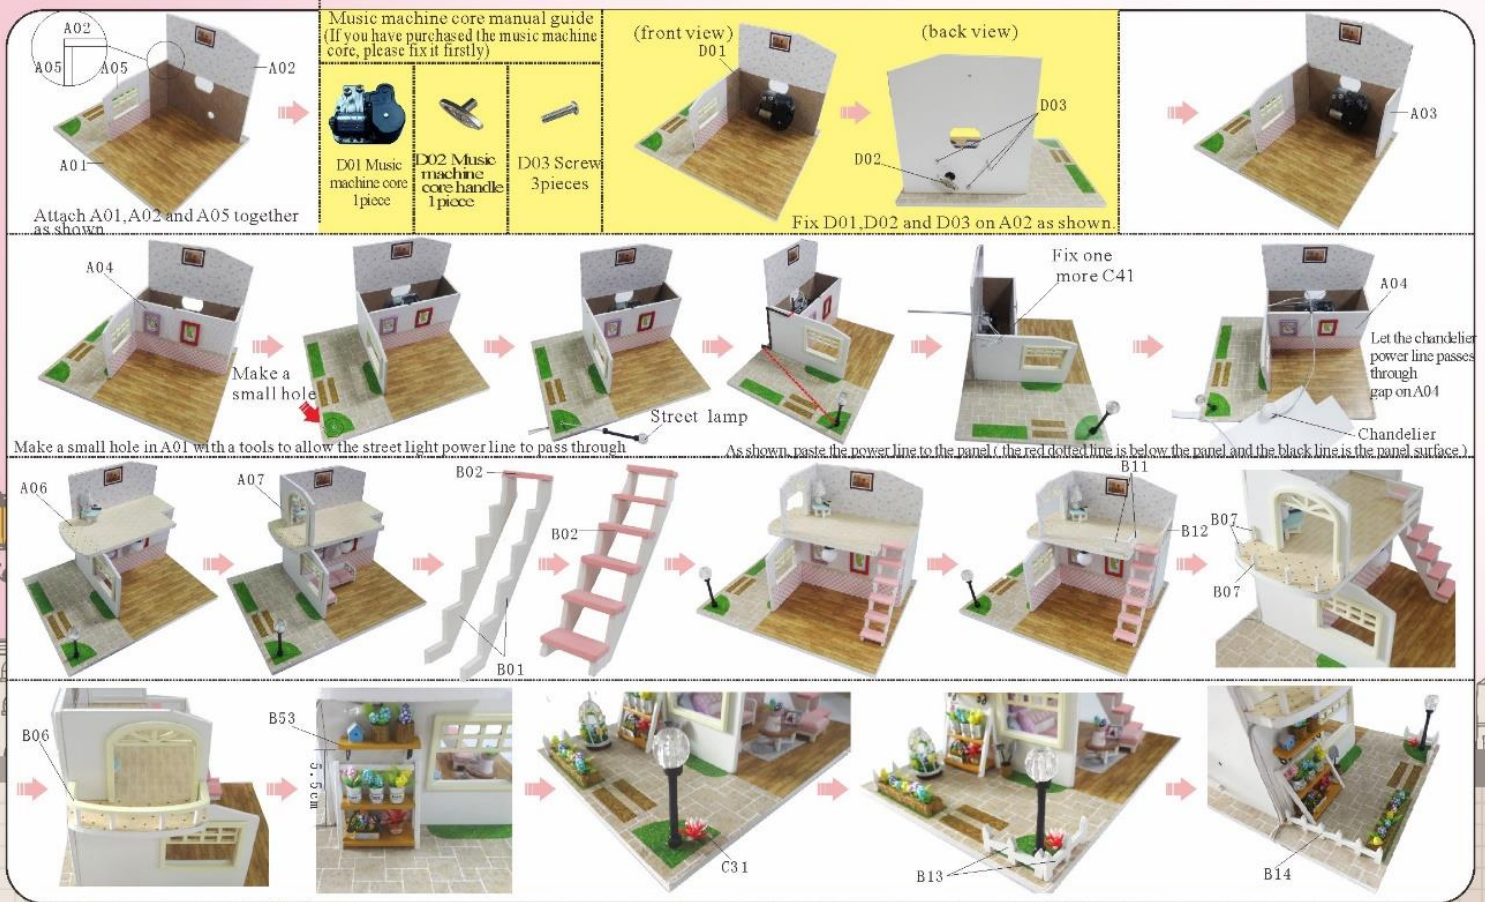 A02
A05
A05
A02
A01
Attach A01,A02 and A05 together
as shown
Music machine core manual guide
(If you have purchased the music machine
core, please fix it firstly)
D01 Music
machine core
1piece
D02 Music
machine
core handle
1piece
D03 Screw
3pieces
(front view)
D01
(back view)
D03
D02
Fix D01,D02 and D03 on A02 as shown.
A03
A04
Make a
small hole
Street lamp
Make a small hole in A01 with a tools to allow the street light power line to pass through
Fix one
more C41
A04
Let the chandelier
power line passes
through
gap on A04
Chandelier
As shown, paste the power line to the panel ( the red dotted line is below the panel and the black line is the panel surface )
A06
A07
B02
B02
B01
B11
B12
B07
B07
B06
B53
5.5cm
C31
B13
B14